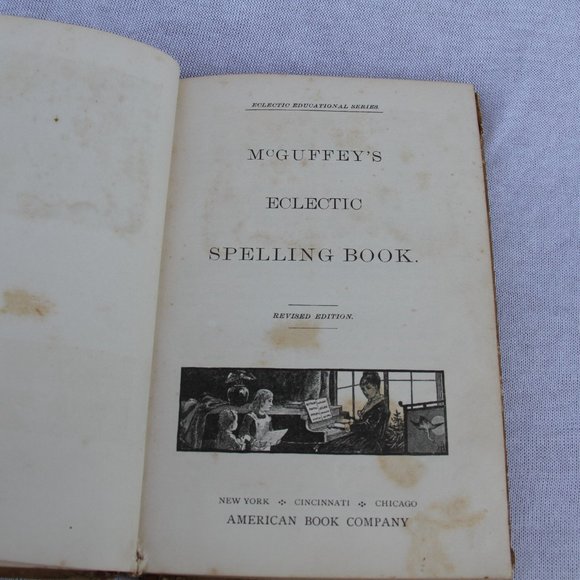 ECLECTIC EDUCATIONAL SERIES.
McGUFFEY'S
ECLECTIC
SPELLING BOOK.
REVISED EDITION.
NEW YORK ⁘ CINCINNATI ⁘ CHICAGO
AMERICAN BOOK COMPANY